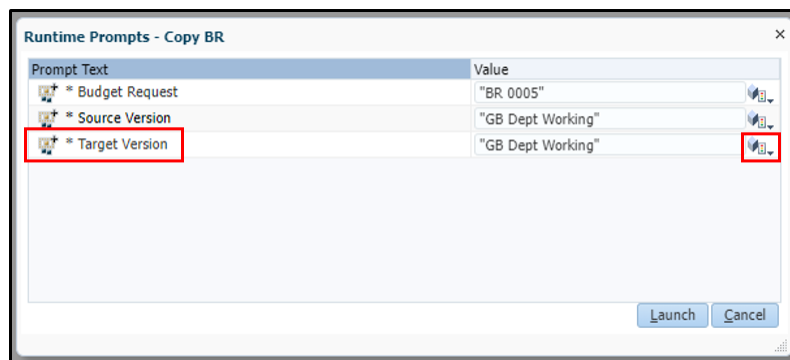 Runtime Prompts - Copy BR
Prompt Text Value
* Budget Request "BR 0005"
* Source Version "GB Dept Working"
* Target Version "GB Dept Working"
Launch Cancel